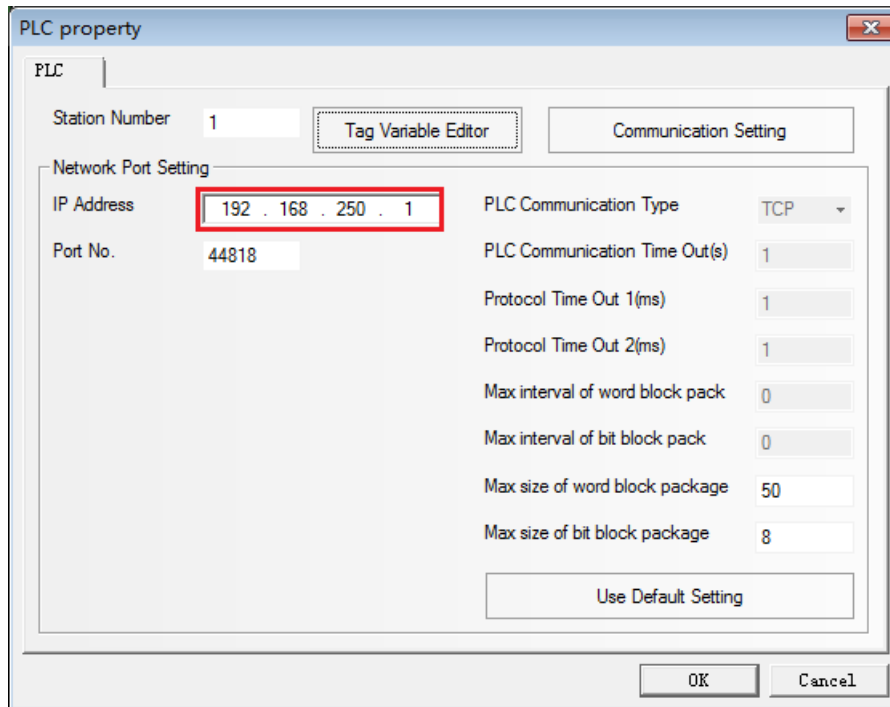 PLC property
PLC
Station Number 1 Tag Variable Editor Communication Setting
Network Port Setting
IP Address 192 . 168 . 250 . 1 PLC Communication Type TCP
Port No. 44818 PLC Communication Time Out(s) 1
Protocol Time Out 1(ms) 1
Protocol Time Out 2(ms) 1
Max interval of word block pack 0
Max interval of bit block pack 0
Max size of word block package 50
Max size of bit block package 8
Use Default Setting
OK Cancel